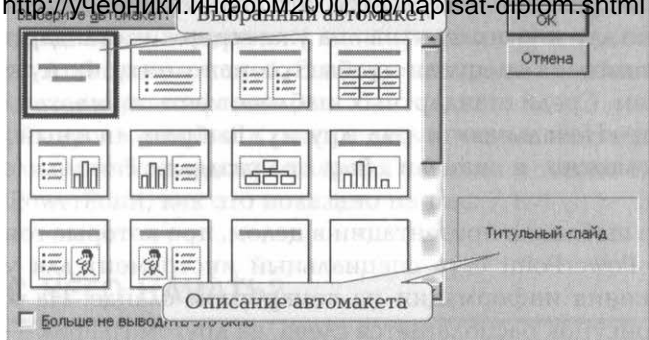 http://учебники.информ2000.рф/napisat-diplom.shtml
Выберите автомакет:
Выбранный автомакет
ОК
Отмена
Титульный слайд
Описание автомакета
Больше не выводить это окно